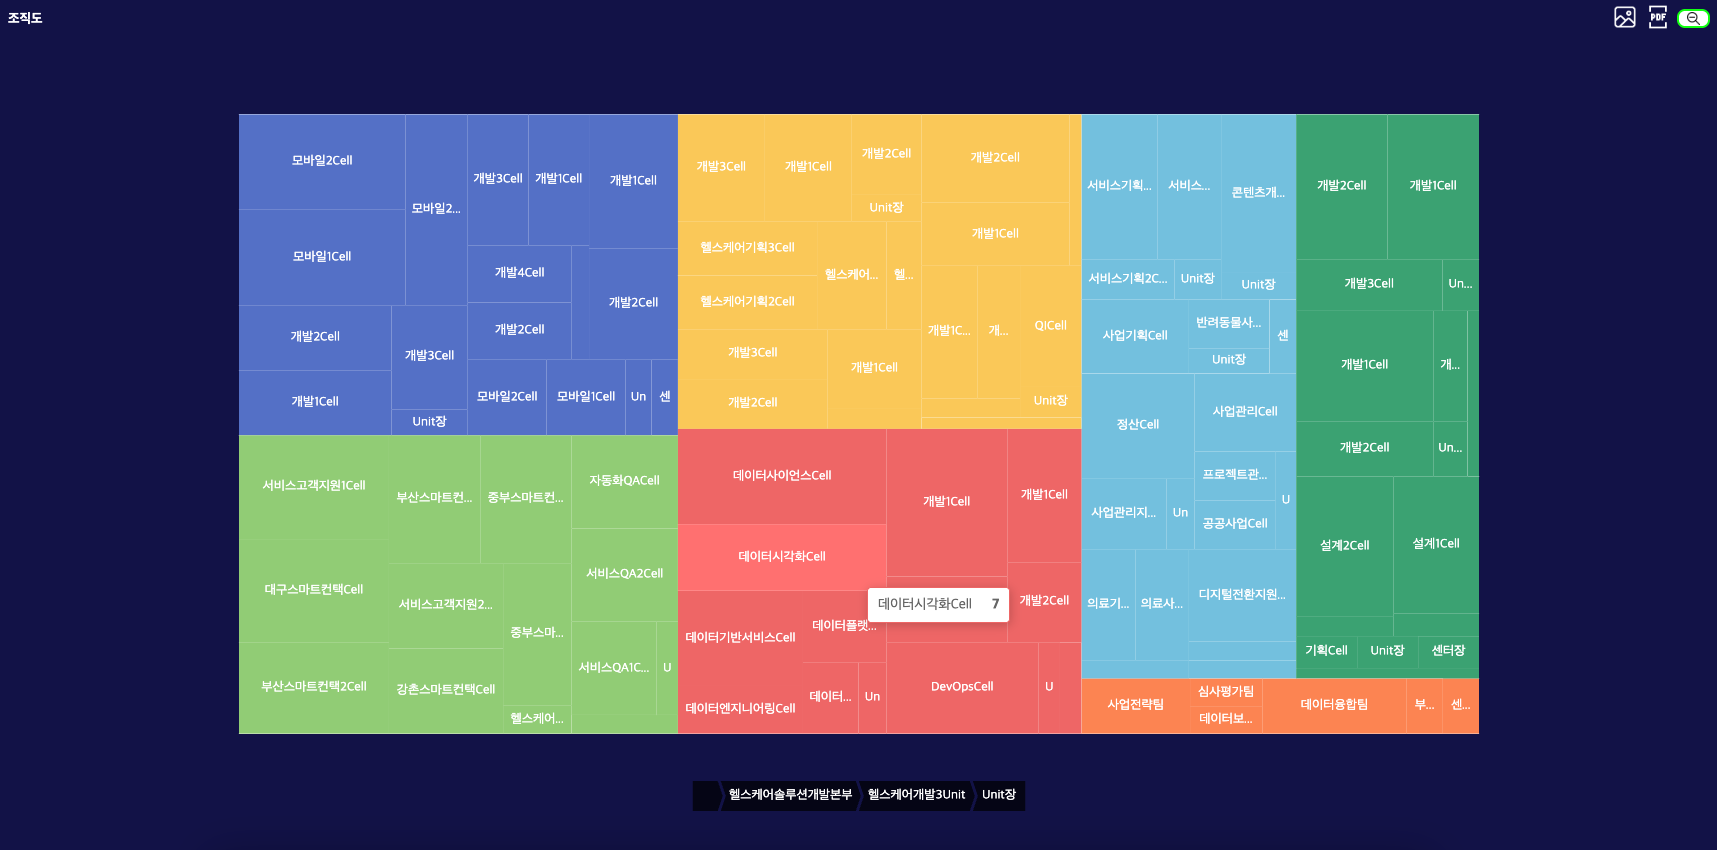 조직도
PDF
모바일2Cell
모바일1Cell
모바일2...
개발3Cell
개발1Cell
개발1Cell
개발4Cell
개발2Cell
개발2Cell
개발2Cell
개발3Cell
개발1Cell
Unit장
모바일2Cell
모바일1Cell
Un
센
개발3Cell
개발1Cell
개발2Cell
Unit장
개발2Cell
개발1Cell
헬스케어기획3Cell
헬스케어기획2Cell
헬스케어...
헬...
개발3Cell
개발2Cell
개발1Cell
개발1C...
개...
QICell
Unit장
서비스기획...
서비스...
콘텐츠개...
서비스기획2C...
Unit장
Unit장
사업기획Cell
반려동물사...
Unit장
센
정산Cell
사업관리Cell
프로젝트관...
공공사업Cell
U
사업관리지...
Un
의료기...
의료사...
디지털전환지원...
개발2Cell
개발1Cell
개발3Cell
Un...
개발1Cell
개...
개발2Cell
Un...
설계2Cell
설계1Cell
기획Cell
Unit장
센터장
서비스고객지원1Cell
대구스마트컨택Cell
부산스마트컨택2Cell
부산스마트컨...
중부스마트컨...
서비스고객지원2...
강촌스마트컨택Cell
중부스마...
헬스케어...
자동화QACell
서비스QA2Cell
서비스QA1C...
U
데이터사이언스Cell
데이터시각화Cell
데이터기반서비스Cell
데이터엔지니어링Cell
데이터플랫...
데이터...
Un
개발1Cell
개발1Cell
개발2Cell
데이터시각화Cell 7
DevOpsCell
U
사업전략팀
심사평가팀
데이터보...
데이터융합팀
부...
센...
헬스케어솔루션개발본부
헬스케어개발3Unit
Unit장